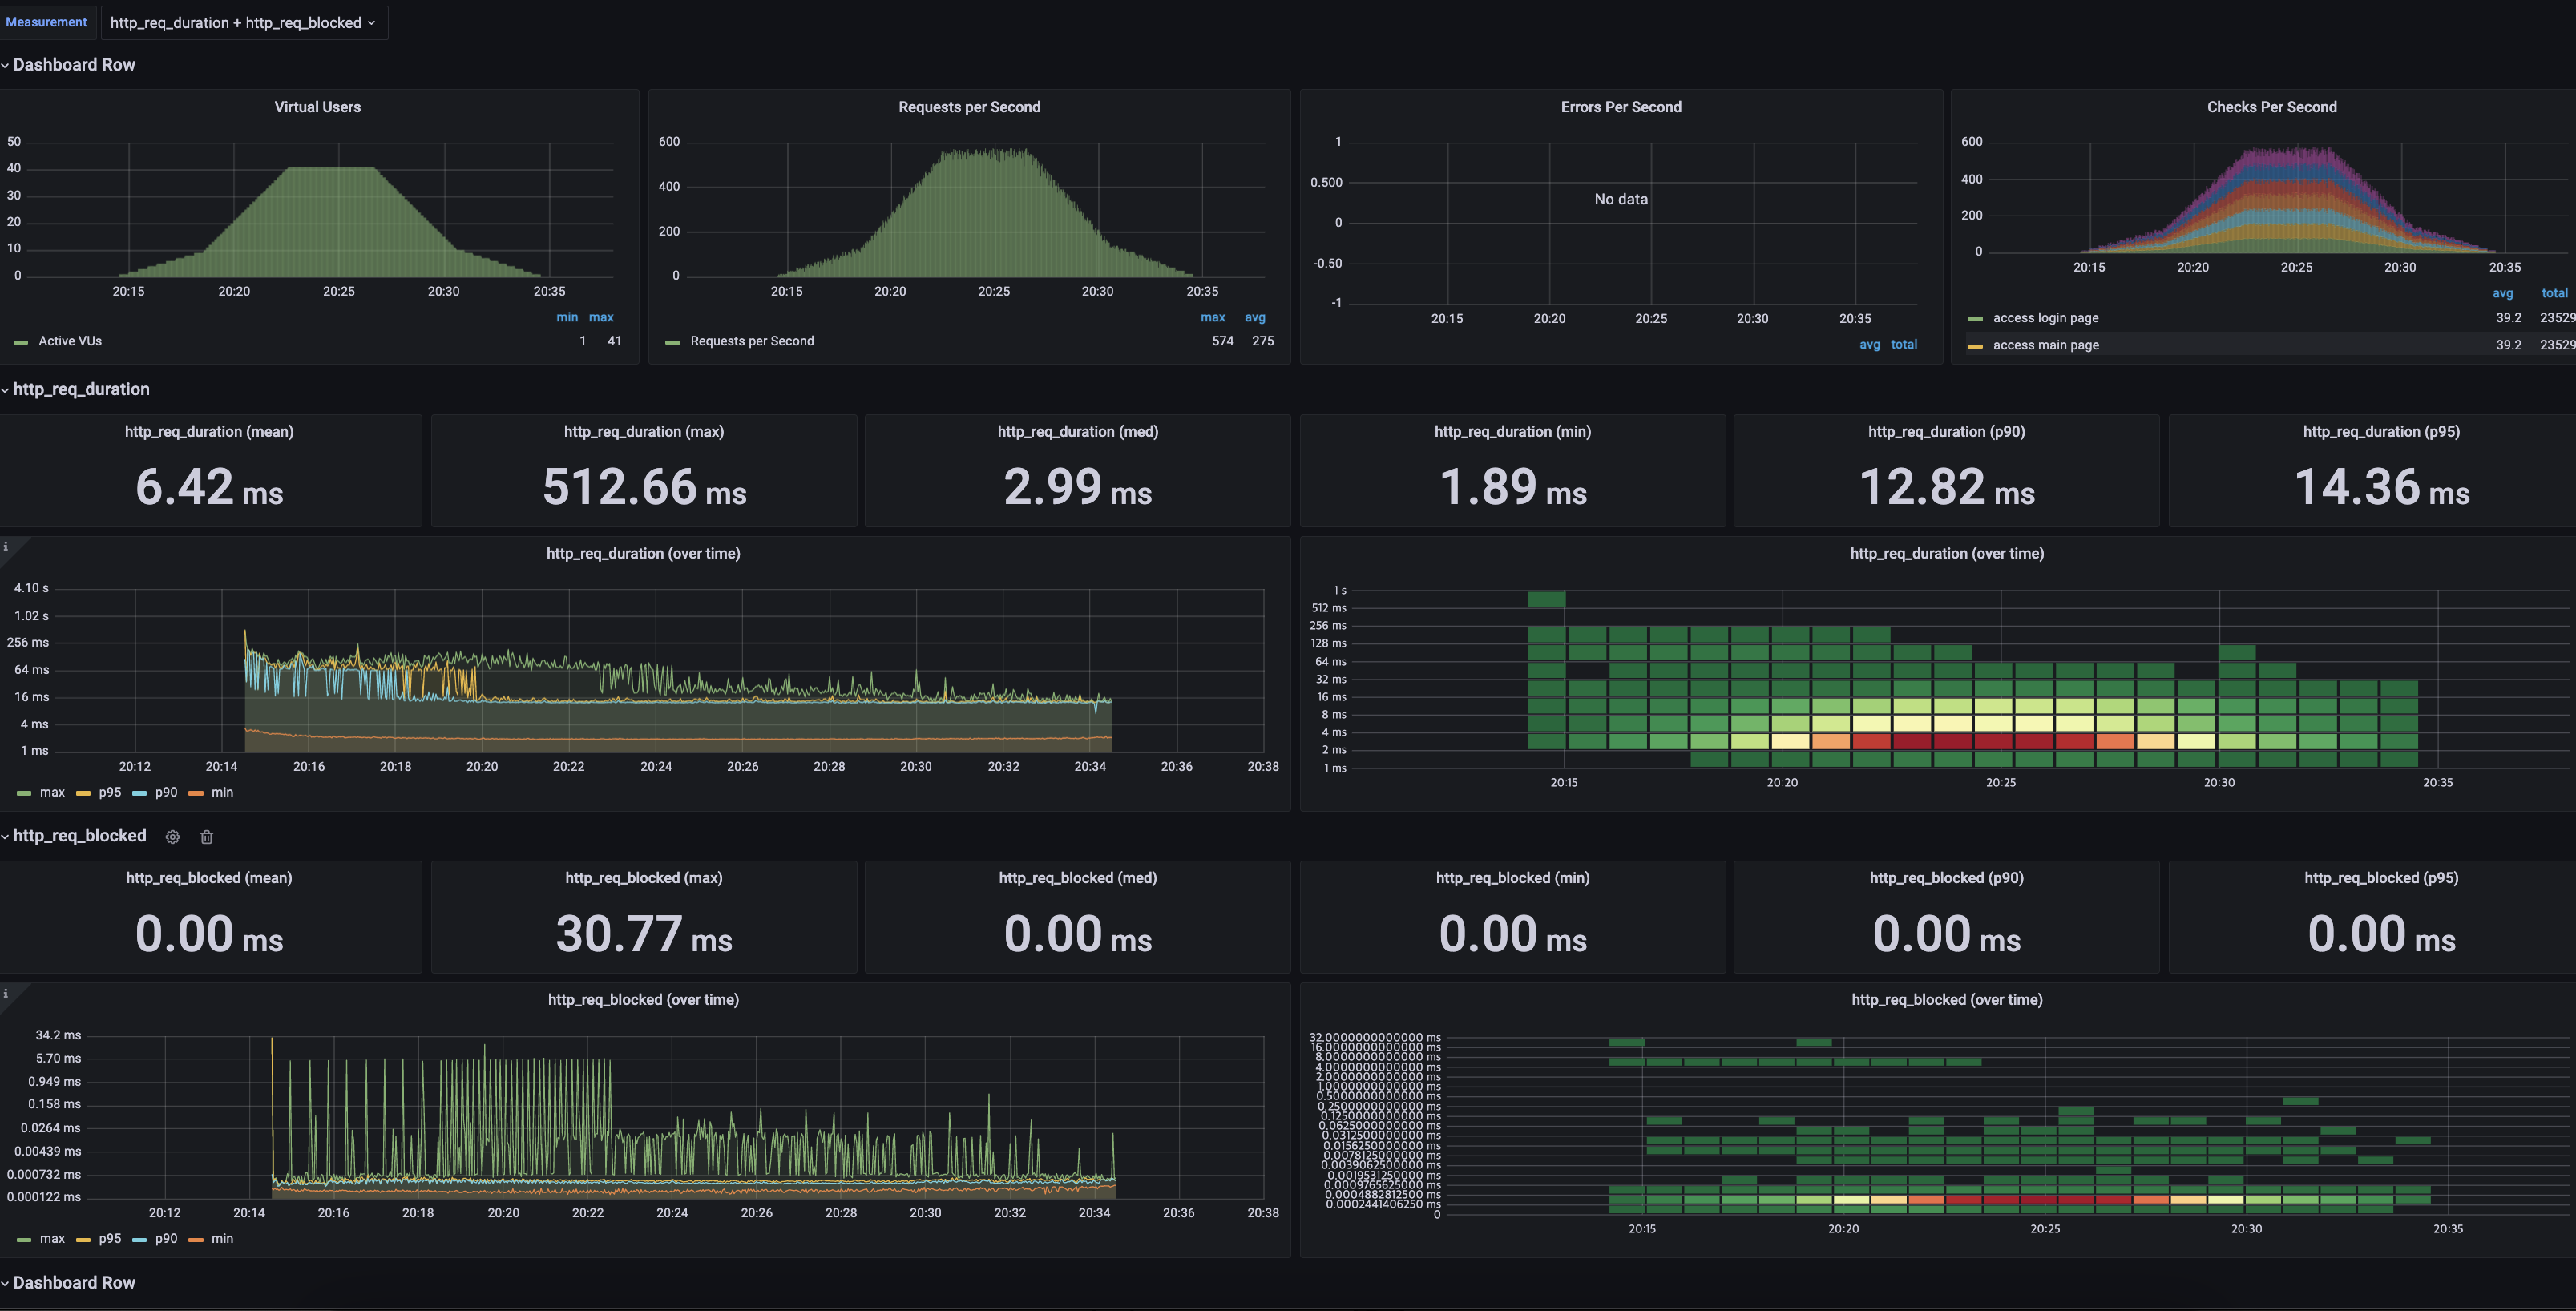 Measurement http_req_duration + http_req_blocked
Dashboard Row
Virtual Users
50
40
30
20
10
0
20:15 20:20 20:25 20:30 20:35
min max
Active VUs 1 41
Requests per Second
600
400
200
0
20:15 20:20 20:25 20:30 20:35
max avg
Requests per Second 574 275
Errors Per Second
1
0.500
0
-0.50
-1
No data
20:15 20:20 20:25 20:30 20:35
avg total
Checks Per Second
600
400
200
0
20:15 20:20 20:25 20:30 20:35
avg total
access login page 39.2 23529
access main page 39.2 23529
http_req_duration
http_req_duration (mean)
6.42 ms
http_req_duration (max)
512.66 ms
http_req_duration (med)
2.99 ms
http_req_duration (min)
1.89 ms
http_req_duration (p90)
12.82 ms
http_req_duration (p95)
14.36 ms
i
http_req_duration (over time)
4.10 s
1.02 s
256 ms
64 ms
16 ms
4 ms
1 ms
20:12 20:14 20:16 20:18 20:20 20:22 20:24 20:26 20:28 20:30 20:32 20:34 20:36 20:38
max p95 p90 min
http_req_duration (over time)
1 s
512 ms
256 ms
128 ms
64 ms
32 ms
16 ms
8 ms
4 ms
2 ms
1 ms
20:15 20:20 20:25 20:30 20:35
http_req_blocked
http_req_blocked (mean)
0.00 ms
http_req_blocked (max)
30.77 ms
http_req_blocked (med)
0.00 ms
http_req_blocked (min)
0.00 ms
http_req_blocked (p90)
0.00 ms
http_req_blocked (p95)
0.00 ms
i
http_req_blocked (over time)
34.2 ms
5.70 ms
0.949 ms
0.158 ms
0.0264 ms
0.00439 ms
0.000732 ms
0.000122 ms
20:12 20:14 20:16 20:18 20:20 20:22 20:24 20:26 20:28 20:30 20:32 20:34 20:36 20:38
max p95 p90 min
http_req_blocked (over time)
32.0000000000000 ms
16.0000000000000 ms
8.0000000000000 ms
4.0000000000000 ms
2.0000000000000 ms
1.0000000000000 ms
0.5000000000000 ms
0.2500000000000 ms
0.1250000000000 ms
0.0625000000000 ms
0.0312500000000 ms
0.0156250000000 ms
0.0078125000000 ms
0.0039062500000 ms
0.0019531250000 ms
0.0009765625000 ms
0.0004882812500 ms
0.0002441406250 ms
0
20:15 20:20 20:25 20:30 20:35
Dashboard Row